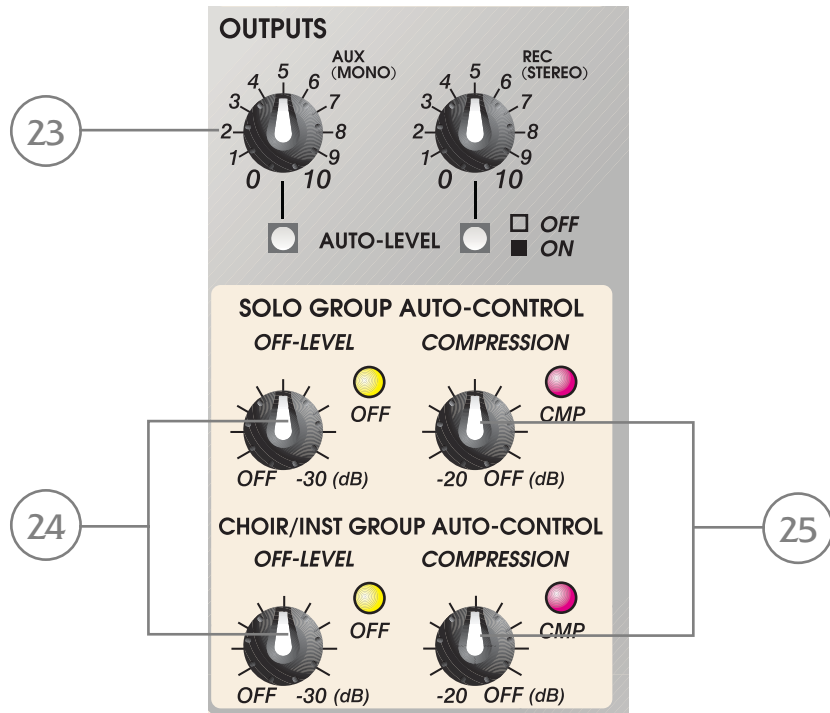 OUTPUTS
AUX
(MONO)
REC
(STEREO)
0 1 2 3 4 5 6 7 8 9 10
0 1 2 3 4 5 6 7 8 9 10
23
AUTO-LEVEL
OFF
ON
SOLO GROUP AUTO-CONTROL
OFF-LEVEL COMPRESSION
OFF CMP
OFF -30 (dB) -20 OFF (dB)
24
25
CHOIR/INST GROUP AUTO-CONTROL
OFF-LEVEL COMPRESSION
OFF CMP
OFF -30 (dB) -20 OFF (dB)